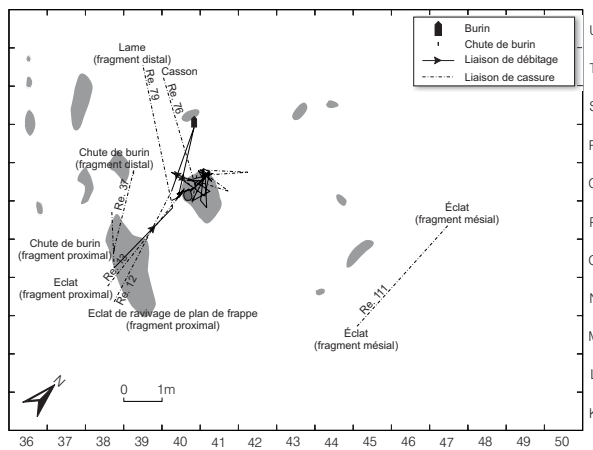 Burin
Chute de burin
Liaison de débitage
Liaison de cassure
Lame
(fragment distal)
Casson
Re. 79
Re. 76
Chute de burin
(fragment distal)
Re. 37
Chute de burin
(fragment proximal)
Eclat
(fragment proximal)
Re. 12
Eclat de ravivage de plan de frappe
(fragment proximal)
Éclat
(fragment mésial)
Re. 111
Éclat
(fragment mésial)
N
0 1m
36 37 38 39 40 41 42 43 44 45 46 47 48 49 50